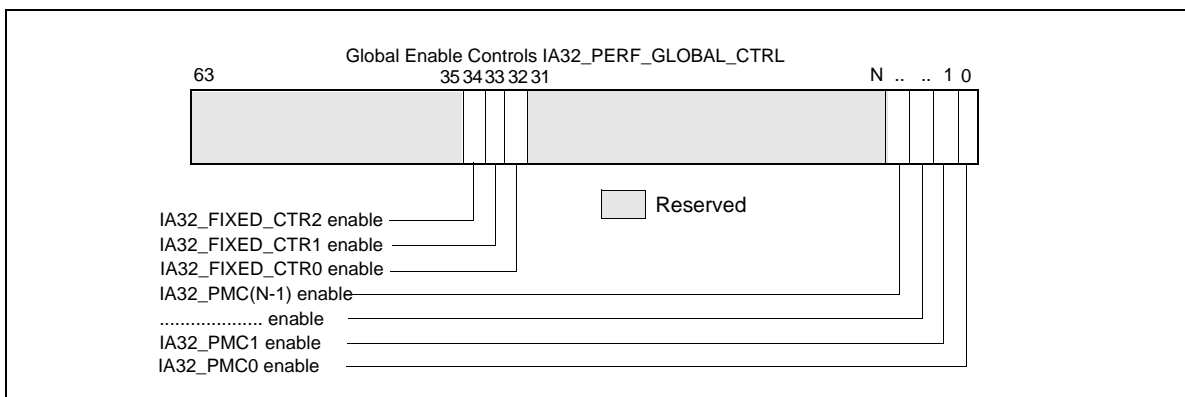 Global Enable Controls IA32_PERF_GLOBAL_CTRL
63 35 34 33 32 31 N .. .. 1 0
Reserved
IA32_FIXED_CTR2 enable
IA32_FIXED_CTR1 enable
IA32_FIXED_CTR0 enable
IA32_PMC(N-1) enable
.................... enable
IA32_PMC1 enable
IA32_PMC0 enable